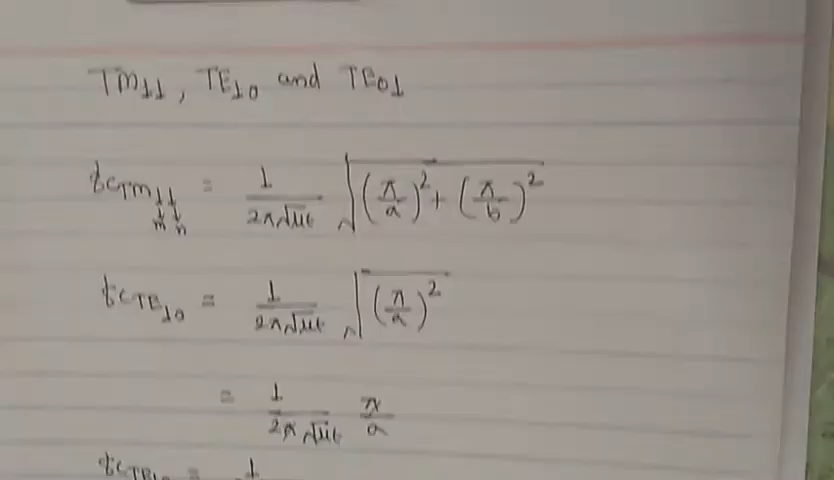 TM₁₁, TE₁₀ and TE₀₁
fcTM₁₁ = 1/(2π√με) √((π/a)² + (π/b)²)
↓ ↓
m n
fcTE₁₀ = 1/(2π√με) √((π/a)²)
= 1/(2π√με) π/a